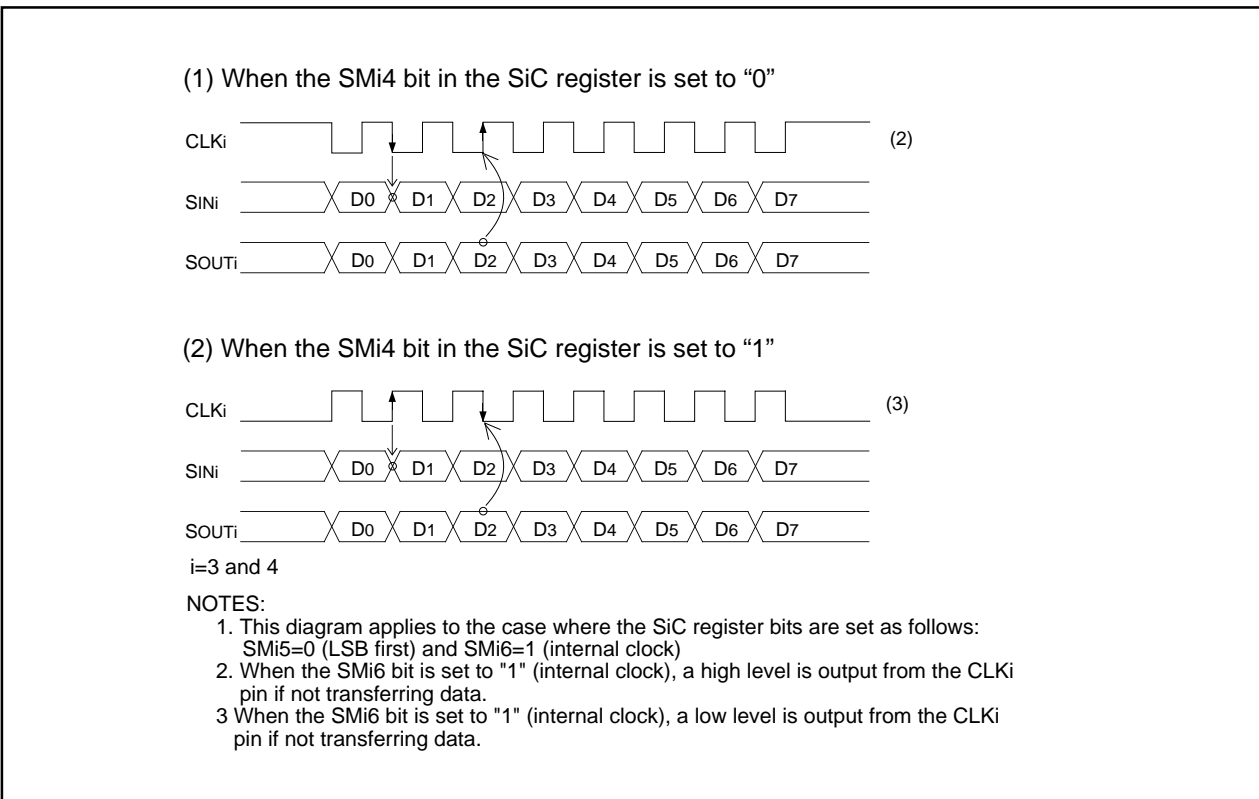 (1) When the SMi4 bit in the SiC register is set to “0”
CLKi (2)
SINi D0 D1 D2 D3 D4 D5 D6 D7
SOUTi D0 D1 D2 D3 D4 D5 D6 D7
(2) When the SMi4 bit in the SiC register is set to “1”
CLKi (3)
SINi D0 D1 D2 D3 D4 D5 D6 D7
SOUTi D0 D1 D2 D3 D4 D5 D6 D7
i=3 and 4
NOTES:
1. This diagram applies to the case where the SiC register bits are set as follows:
SMi5=0 (LSB first) and SMi6=1 (internal clock)
2. When the SMi6 bit is set to "1" (internal clock), a high level is output from the CLKi
pin if not transferring data.
3 When the SMi6 bit is set to "1" (internal clock), a low level is output from the CLKi
pin if not transferring data.